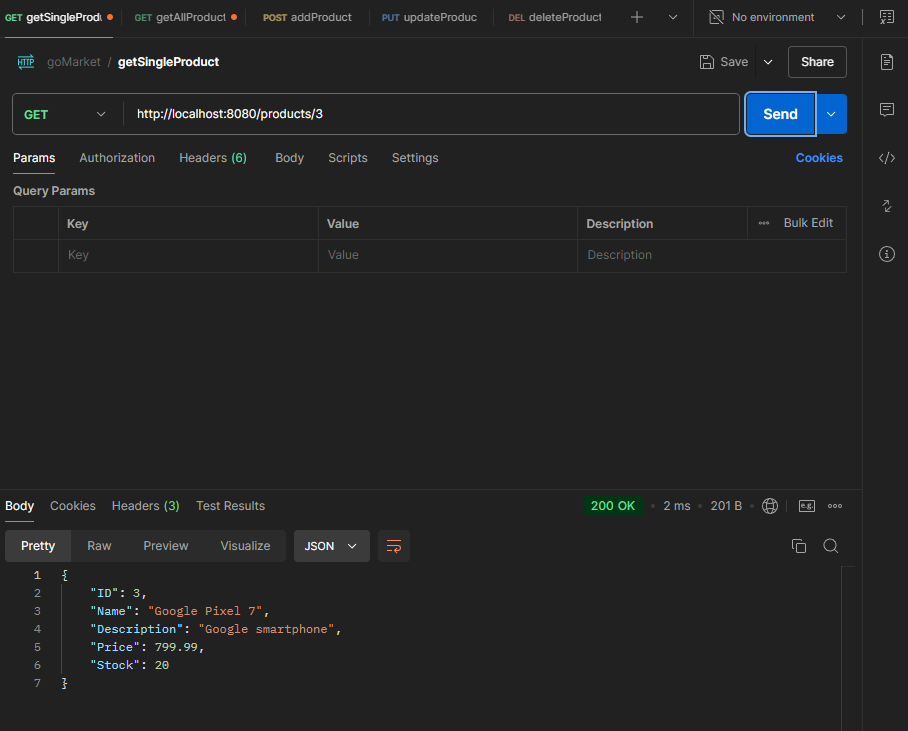 GET getSingleProdu GET getAllProduct POST addProduct PUT updateProduc DEL deleteProduct No environment
HTTP goMarket / getSingleProduct Save Share
GET http://localhost:8080/products/3 Send
Params Authorization Headers (6) Body Scripts Settings Cookies
Query Params
Key Value Description Bulk Edit
Key Value Description
Body Cookies Headers (3) Test Results 200 OK 2 ms 201 B e.g.
Pretty Raw Preview Visualize JSON
1 {
2 "ID": 3,
3 "Name": "Google Pixel 7",
4 "Description": "Google smartphone",
5 "Price": 799.99,
6 "Stock": 20
7 }